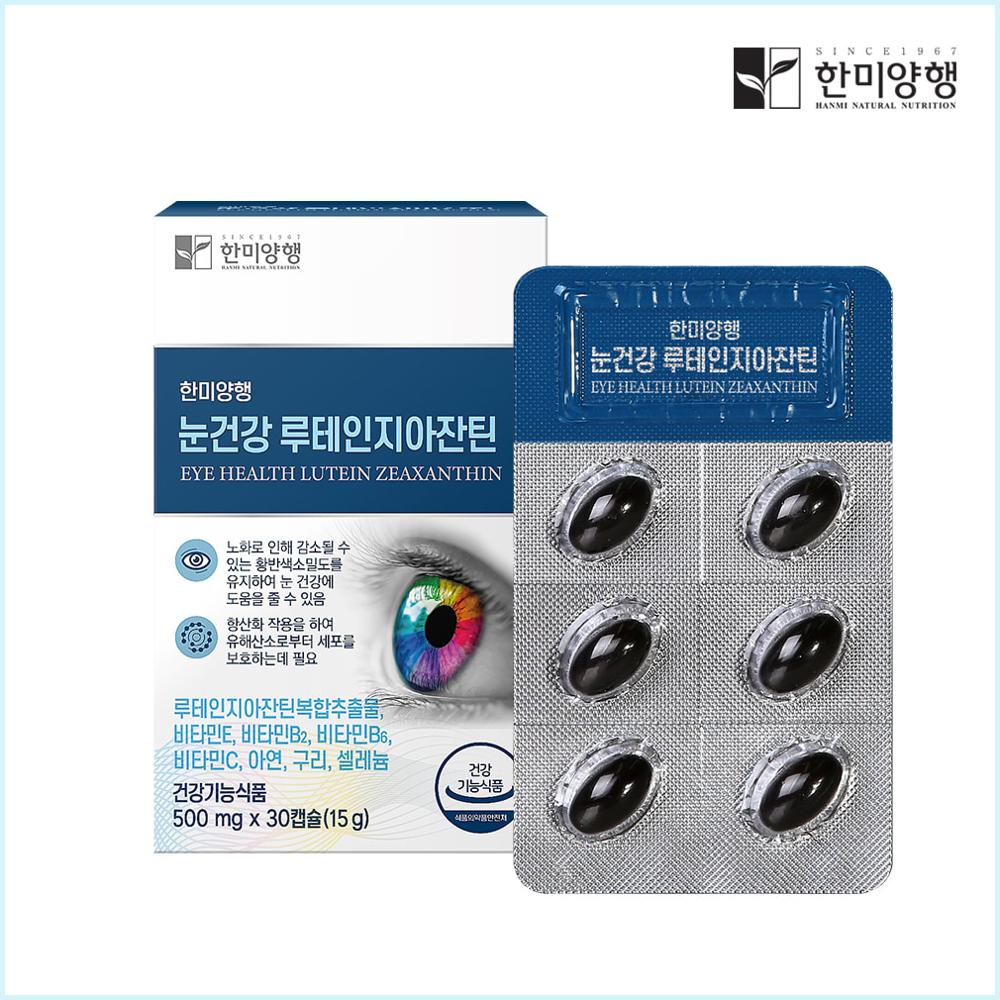 SINCE1967
한미양행
HANMI NATURAL NUTRITION
SINCE1967
한미양행
HANMI NATURAL NUTRITION
한미양행
눈건강 루테인지아잔틴
EYE HEALTH LUTEIN ZEAXANTHIN
노화로 인해 감소될 수
있는 황반색소밀도를
유지하여 눈 건강에
도움을 줄 수 있음
항산화 작용을 하여
유해산소로부터 세포를
보호하는데 필요
루테인지아잔틴복합추출물,
비타민E, 비타민B2, 비타민B6,
비타민C, 아연, 구리, 셀레늄
건강기능식품
500 mg x 30캡슐(15 g)
건강
기능식품
식품의약품안전처
한미양행
눈건강 루테인지아잔틴
EYE HEALTH LUTEIN ZEAXANTHIN